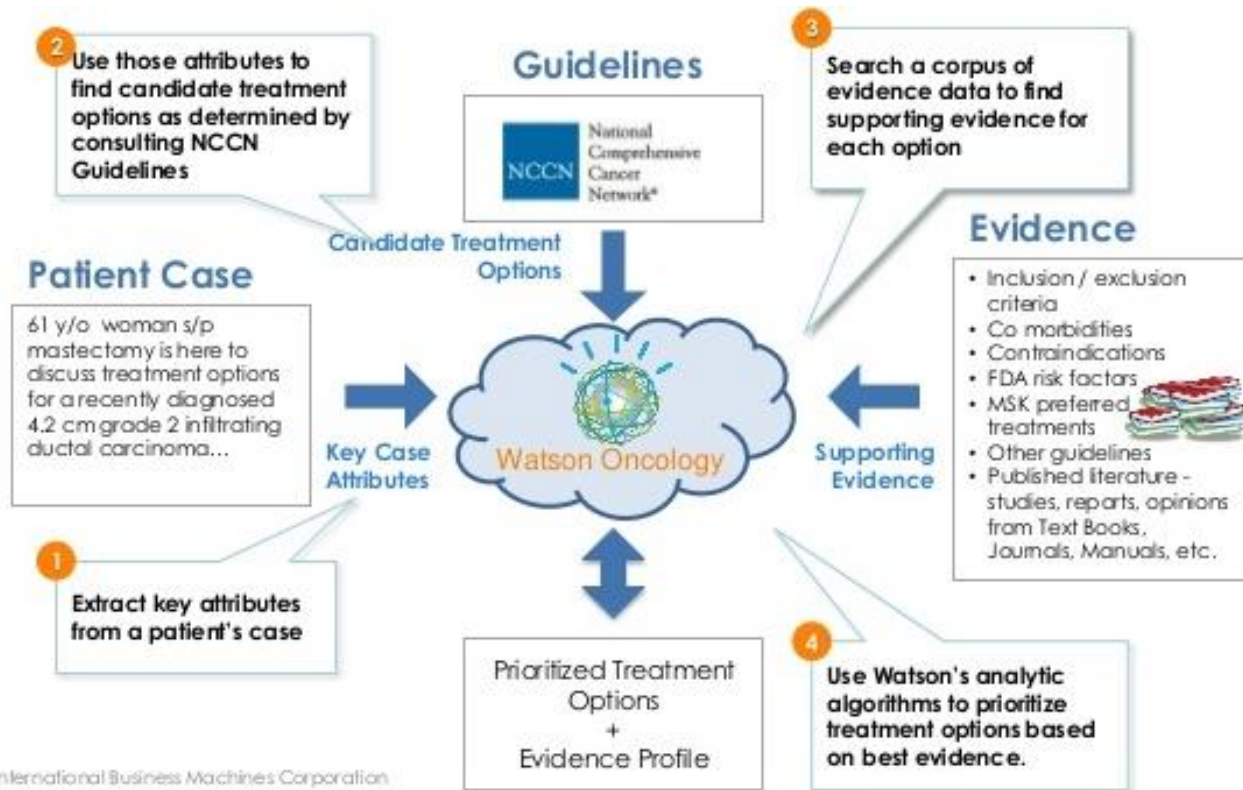 2
Use those attributes to
find candidate treatment
options as determined by
consulting NCCN
Guidelines
Guidelines
NCCN
National
Comprehensive
Cancer
Network®
3
Search a corpus of
evidence data to find
supporting evidence for
each option
Candidate Treatment
Options
Patient Case
61 y/o woman s/p
mastectomy is here to
discuss treatment options
for a recently diagnosed
4.2 cm grade 2 infiltrating
ductal carcinoma...
Key Case
Attributes
Watson Oncology
Supporting
Evidence
Evidence
• Inclusion / exclusion
criteria
• Co morbidities
• Contraindications
• FDA risk factors
• MSK preferred
treatments
• Other guidelines
• Published literature -
studies, reports, opinions
from Text Books,
Journals, Manuals, etc.
1
Extract key attributes
from a patient's case
Prioritized Treatment
Options
+
Evidence Profile
4
Use Watson's analytic
algorithms to prioritize
treatment options based
on best evidence.
nternational Business Machines Corporation